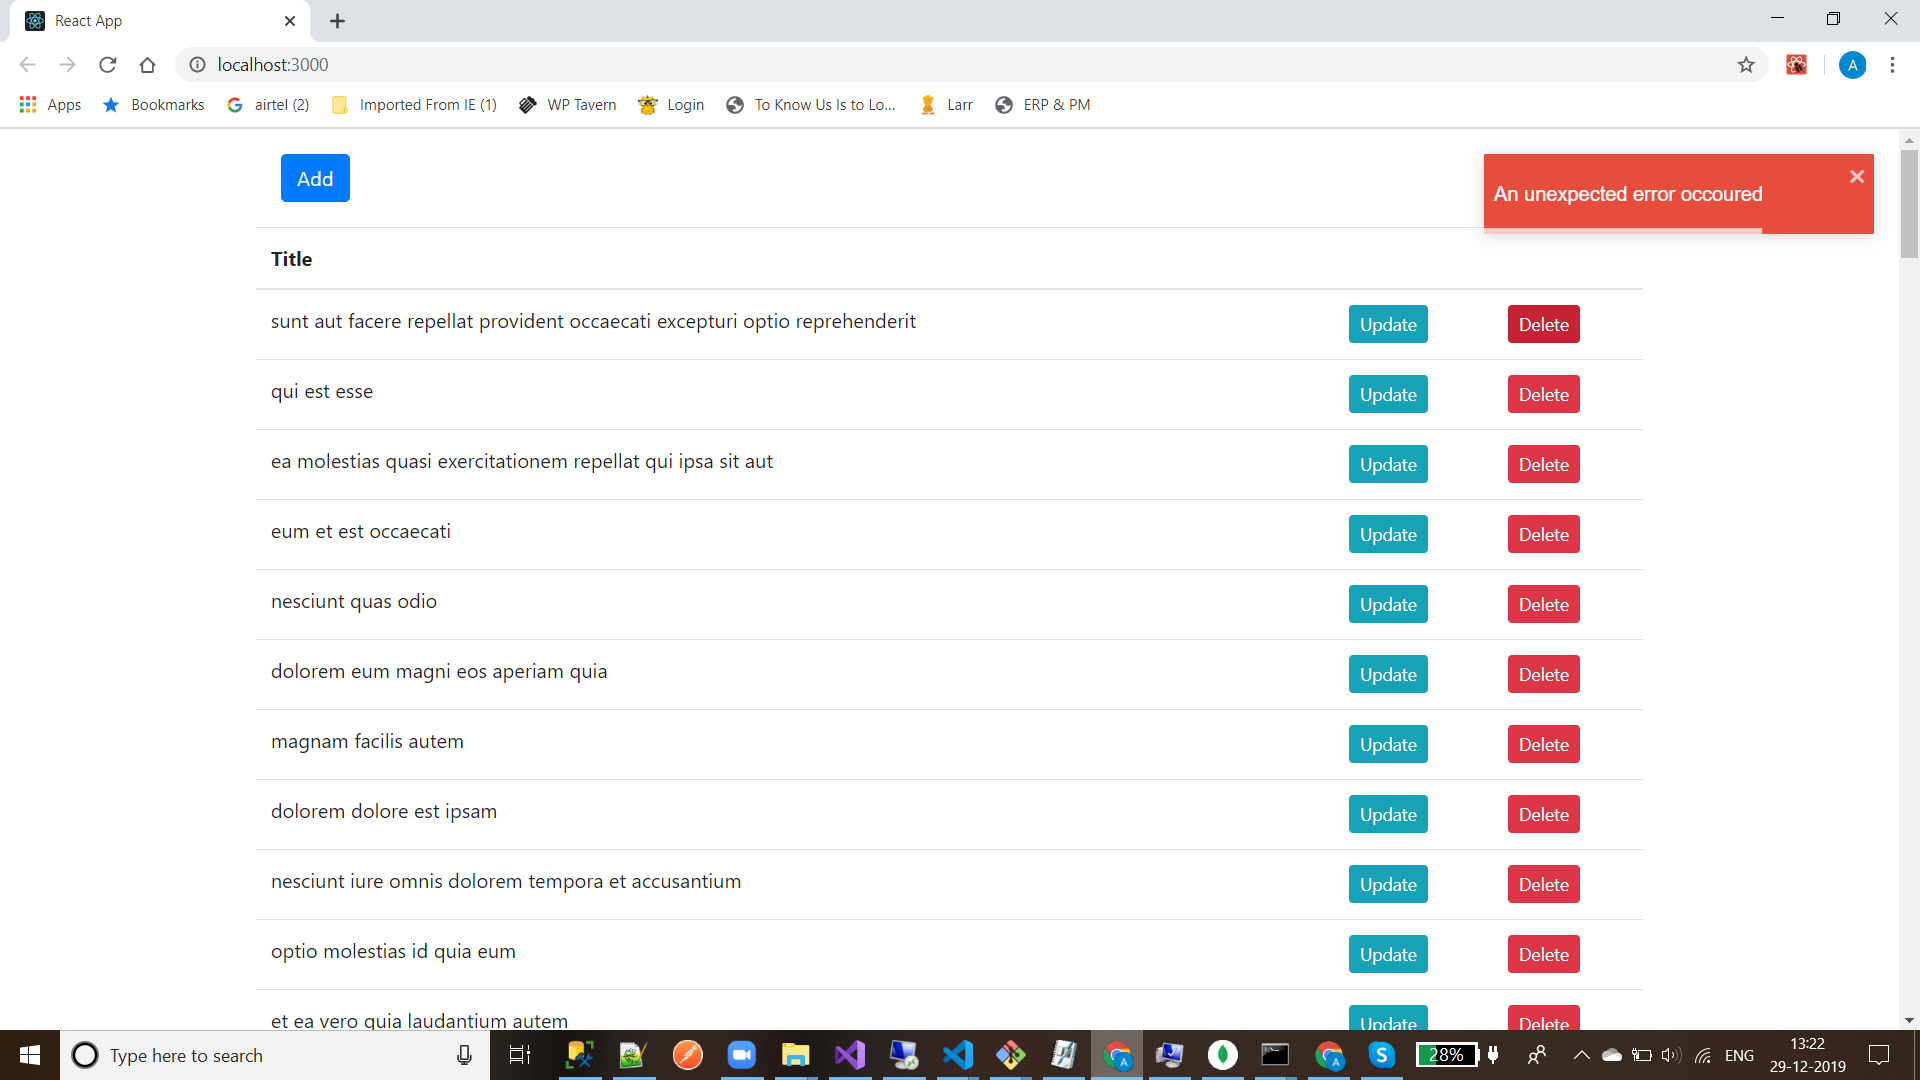 React App
localhost:3000
Apps Bookmarks airtel (2) Imported From IE (1) WP Tavern Login To Know Us Is to Lo... Larr ERP & PM
A
Add
An unexpected error occoured
Title
sunt aut facere repellat provident occaecati excepturi optio reprehenderit Update Delete
qui est esse Update Delete
ea molestias quasi exercitationem repellat qui ipsa sit aut Update Delete
eum et est occaecati Update Delete
nesciunt quas odio Update Delete
dolorem eum magni eos aperiam quia Update Delete
magnam facilis autem Update Delete
dolorem dolore est ipsam Update Delete
nesciunt iure omnis dolorem tempora et accusantium Update Delete
optio molestias id quia eum Update Delete
et ea vero quia laudantium autem Update Delete
Type here to search
28%
ENG
13:22
29-12-2019